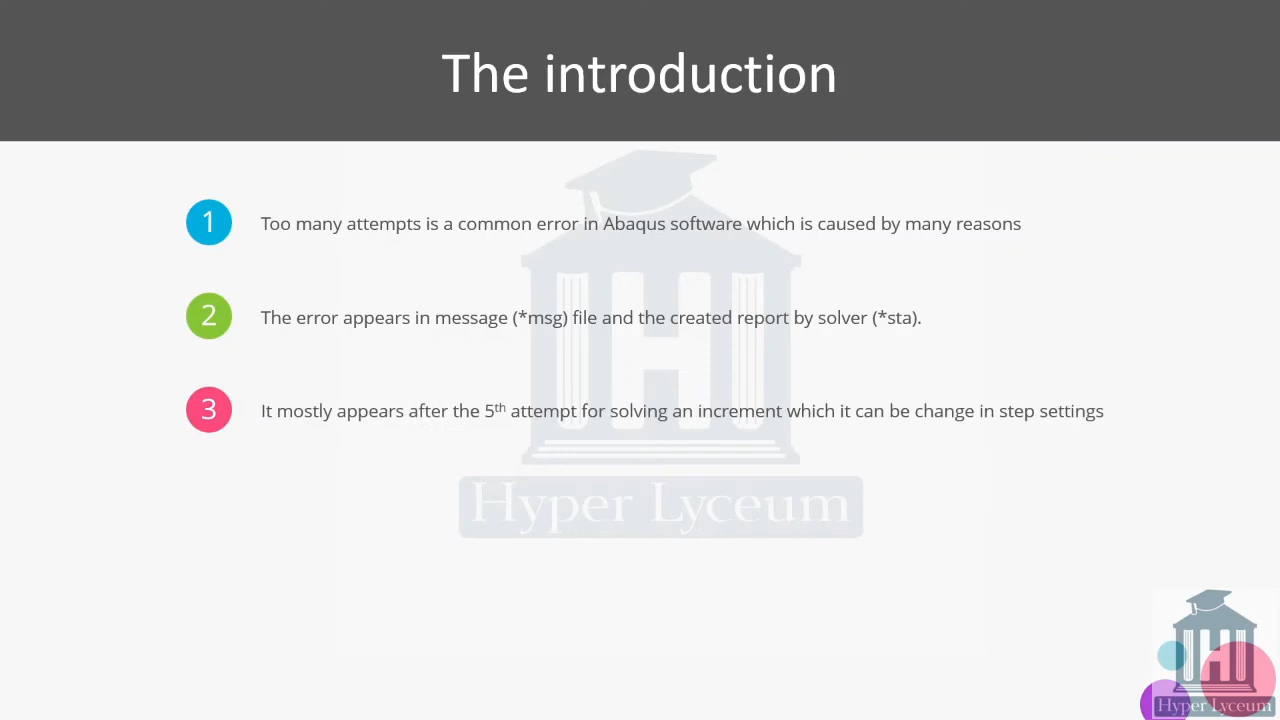 The introduction
1 Too many attempts is a common error in Abaqus software which is caused by many reasons
2 The error appears in message (*msg) file and the created report by solver (*sta).
3 It mostly appears after the 5th attempt for solving an increment which it can be change in step settings
Hyper Lyceum
Hyper Lyceum